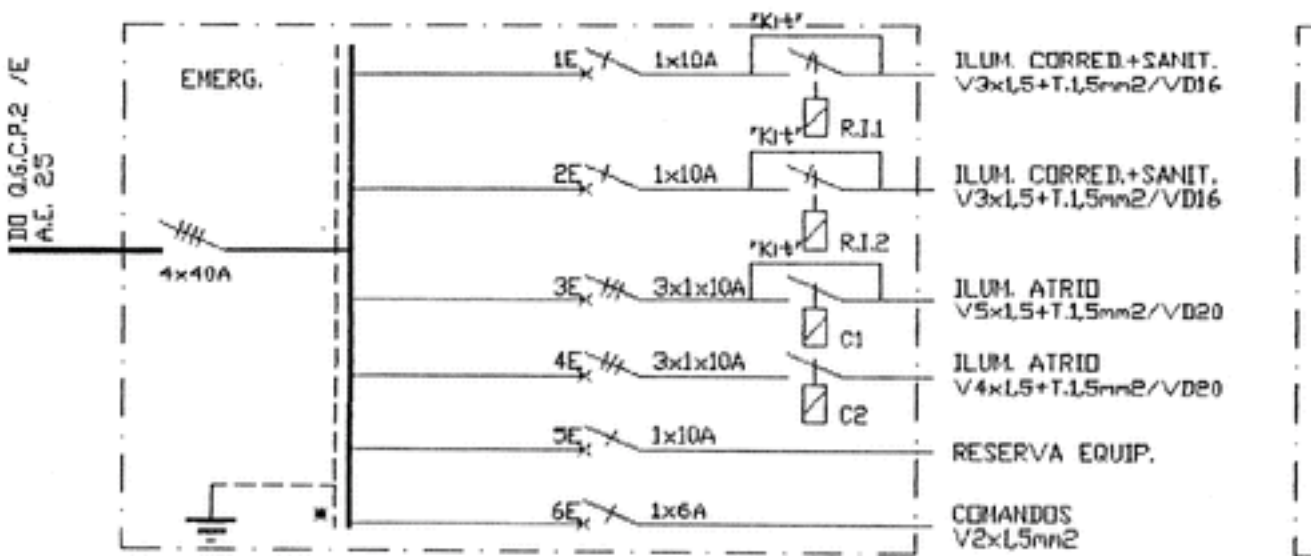 DO Q.G.C.P.2 /E
A.E. 25
EMERG.
4x40A
1E
1x10A
"Kit"
R.I.1
ILUM. CORRED.+SANIT.
V3x1,5+T.1,5mm2/VD16
2E
1x10A
"Kit"
R.I.2
ILUM. CORRED.+SANIT.
V3x1,5+T.1,5mm2/VD16
3E
3x1x10A
"Kit"
C1
ILUM. ATRIO
V5x1,5+T.1,5mm2/VD20
4E
3x1x10A
C2
ILUM. ATRIO
V4x1,5+T.1,5mm2/VD20
5E
1x10A
RESERVA EQUIP.
6E
1x6A
COMANDOS
V2x1,5mm2